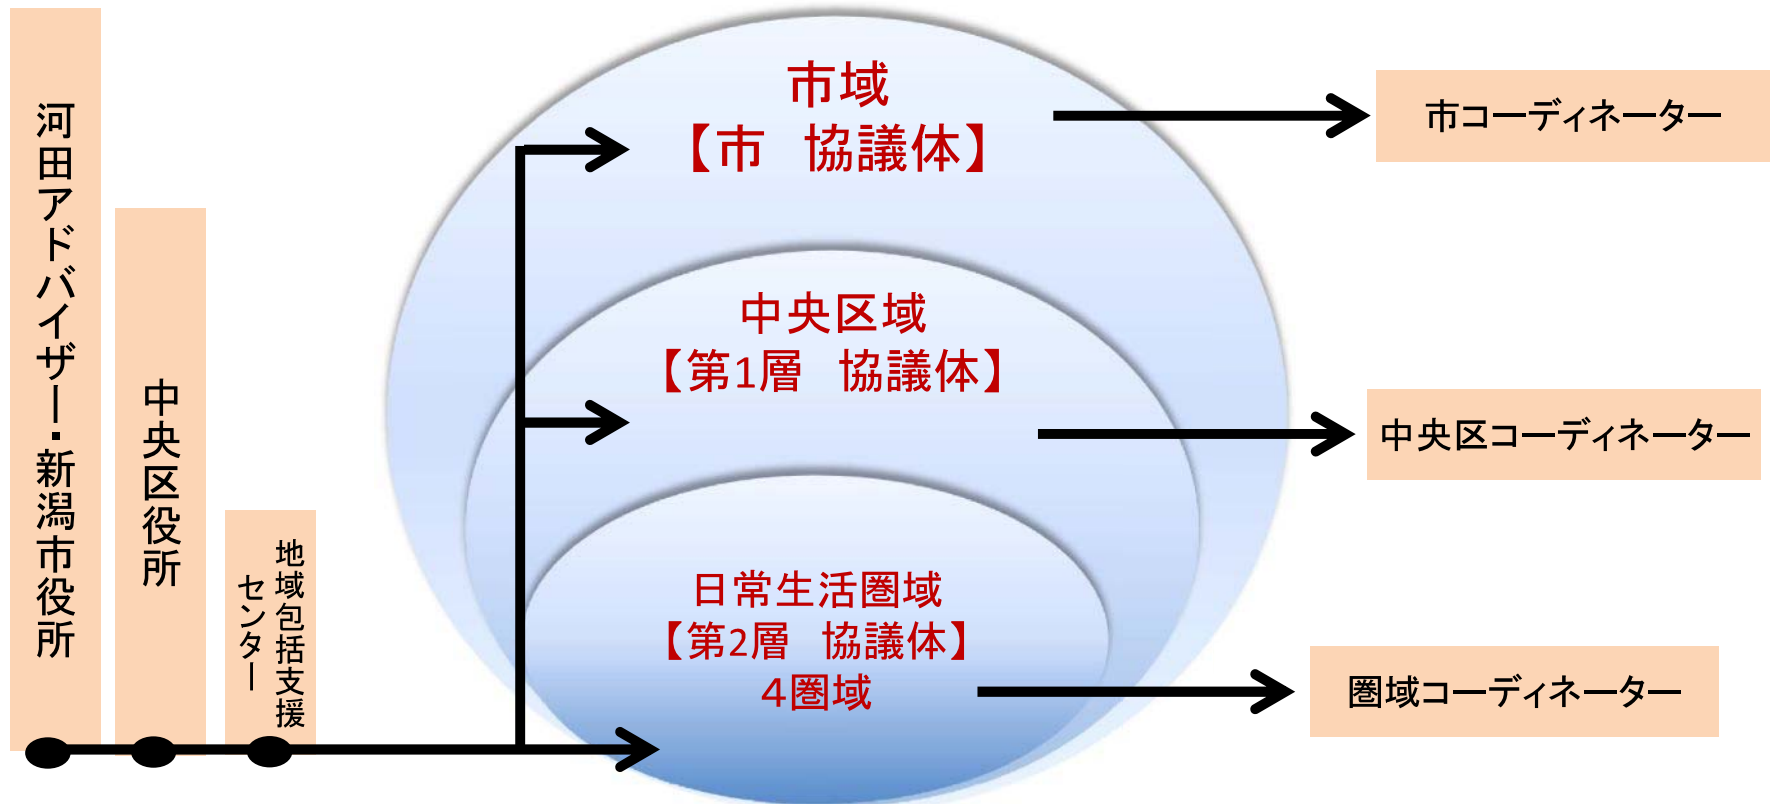 河田アドバイザー・新潟市役所
中央区役所
地域包括支援
センター
市域
【市　協議体】
中央区域
【第1層　協議体】
日常生活圏域
【第2層　協議体】
４圏域
市コーディネーター
中央区コーディネーター
圏域コーディネーター